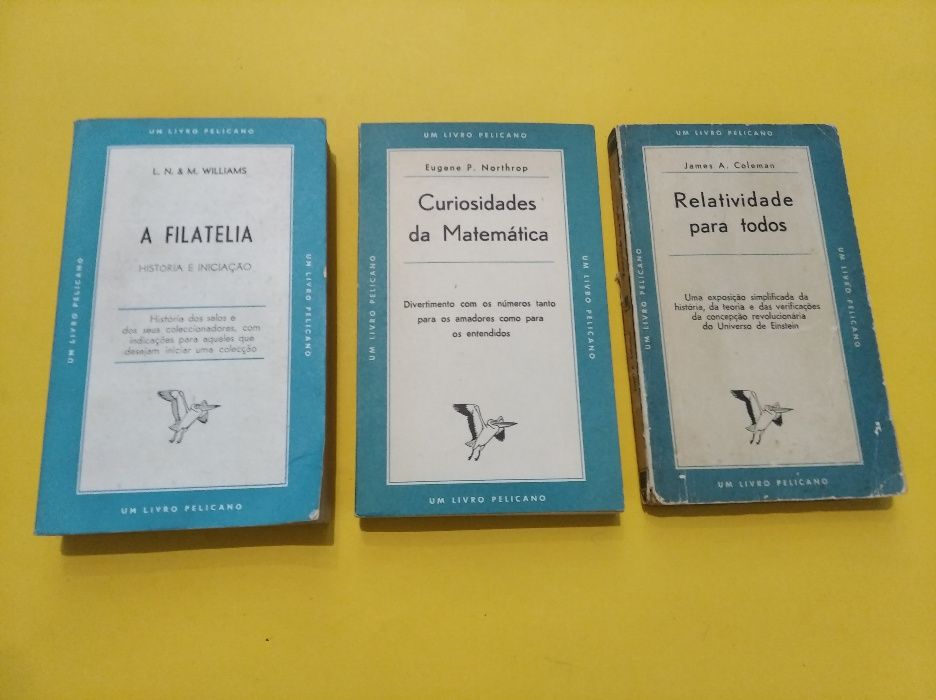 UM LIVRO PELICANO
L. N. & M. WILLIAMS
A FILATELIA
HISTÓRIA E INICIAÇÃO
História dos selos e
dos seus coleccionadores, com
indicações para aqueles que
desejam iniciar uma colecção
UM LIVRO PELICANO
UM LIVRO PELICANO
UM LIVRO PELICANO
UM LIVRO PELICANO
Eugene P. Northrop
Curiosidades
da Matemática
Divertimento com os números tanto
para os amadores como para
os entendidos
UM LIVRO PELICANO
UM LIVRO PELICANO
UM LIVRO PELICANO
UM LIVRO PELICANO
James A. Coleman
Relatividade
para todos
Uma exposição simplificada da
história, da teoria e das verificações
da concepção revolucionária
do Universo de Einstein
UM LIVRO PELICANO
UM LIVRO PELICANO
UM LIVRO PELICANO